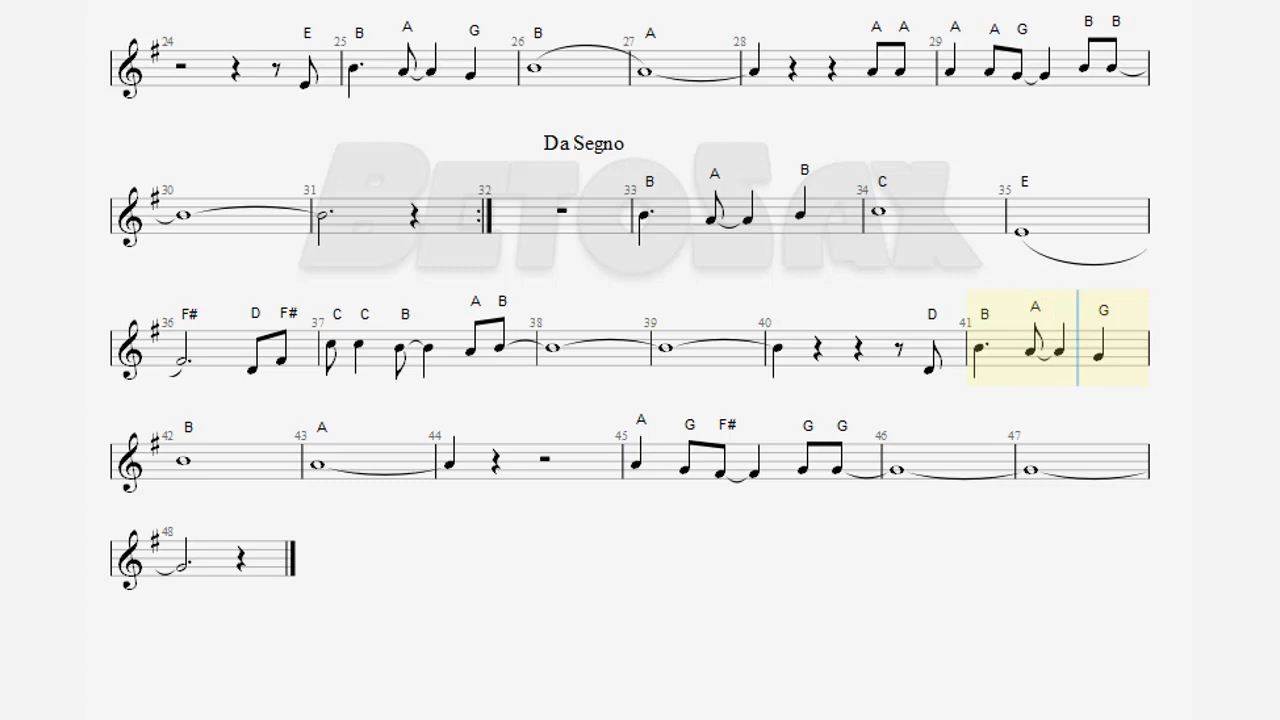 E B A G B A A A A A G B B
24 25 26 27 28 29
Da Segno
BetoSax
B A B C E
30 31 32 33 34 35
F# D F# C C B A B D B A G
36 37 38 39 40 41
B A A G F# G G
42 43 44 45 46 47
48